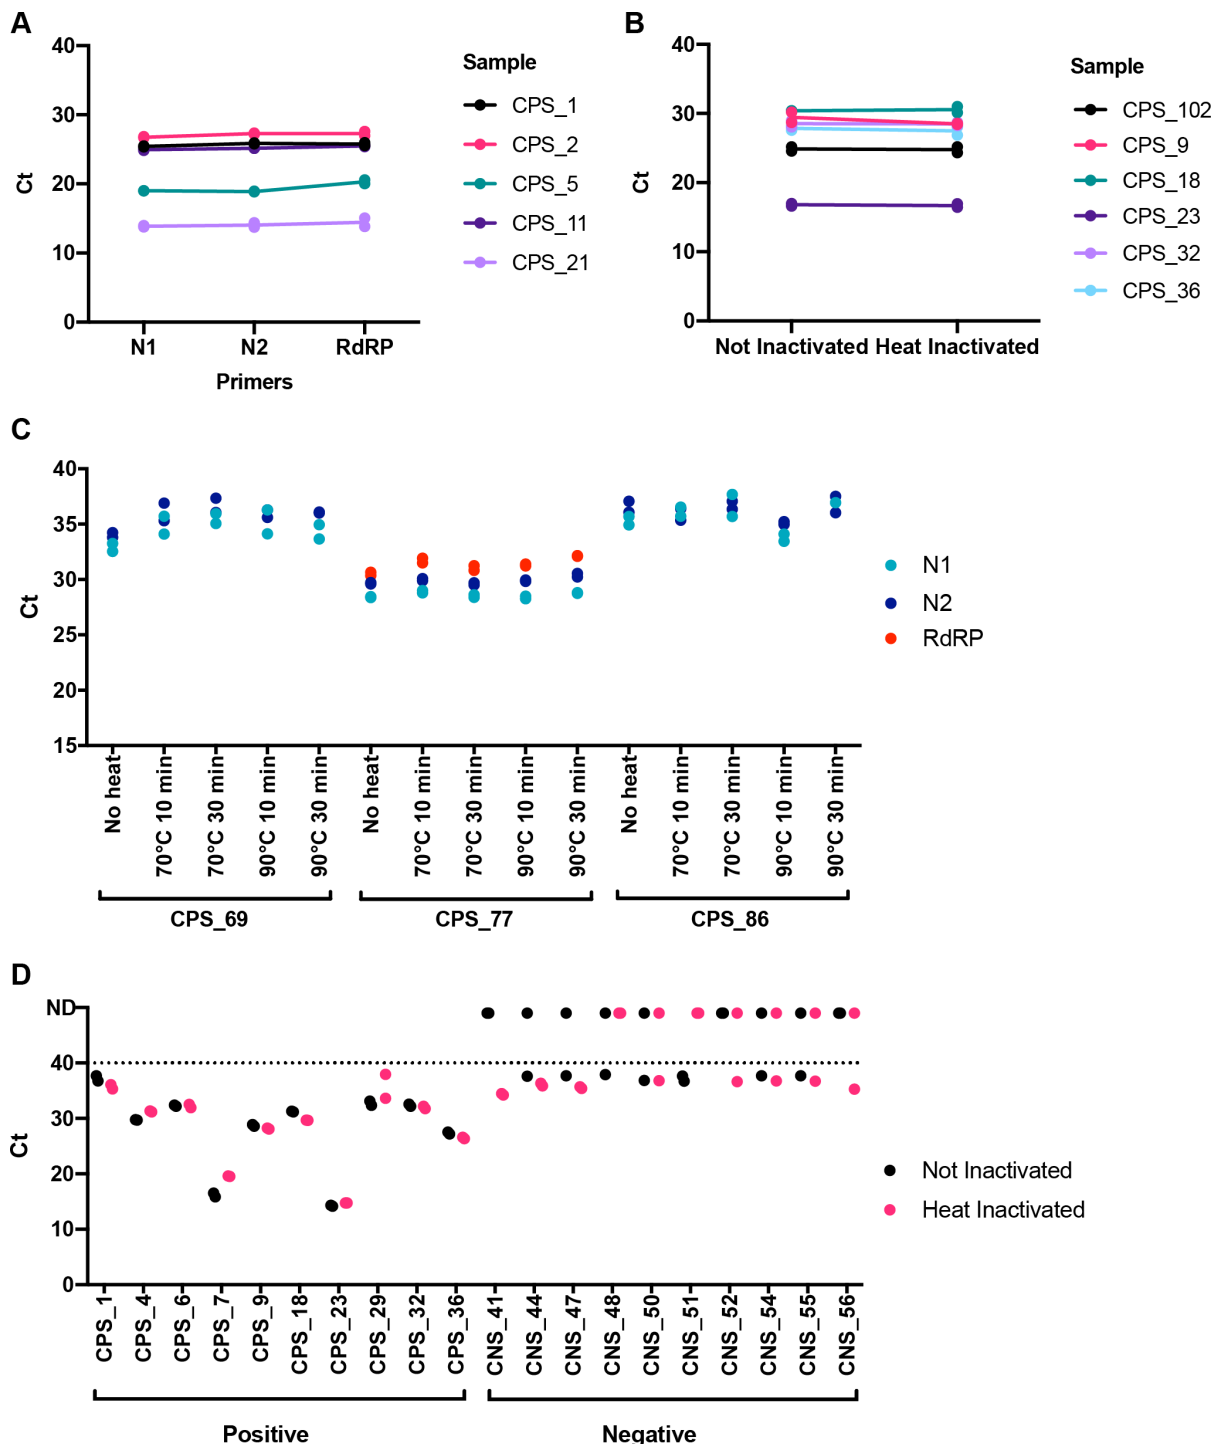 A
40
30
20
10
0
Ct
N1
N2
RdRP
Primers
Sample
CPS_1
CPS_2
CPS_5
CPS_11
CPS_21
B
40
30
20
10
0
Ct
Not Inactivated
Heat Inactivated
Sample
CPS_102
CPS_9
CPS_18
CPS_23
CPS_32
CPS_36
C
40
35
30
25
20
15
Ct
No heat
70°C 10 min
70°C 30 min
90°C 10 min
90°C 30 min
No heat
70°C 10 min
70°C 30 min
90°C 10 min
90°C 30 min
No heat
70°C 10 min
70°C 30 min
90°C 10 min
90°C 30 min
CPS_69
CPS_77
CPS_86
N1
N2
RdRP
D
ND
40
30
20
10
0
Ct
CPS_1
CPS_4
CPS_6
CPS_7
CPS_9
CPS_18
CPS_23
CPS_29
CPS_32
CPS_36
CNS_41
CNS_44
CNS_47
CNS_48
CNS_50
CNS_51
CNS_52
CNS_54
CNS_55
CNS_56
Positive
Negative
Not Inactivated
Heat Inactivated